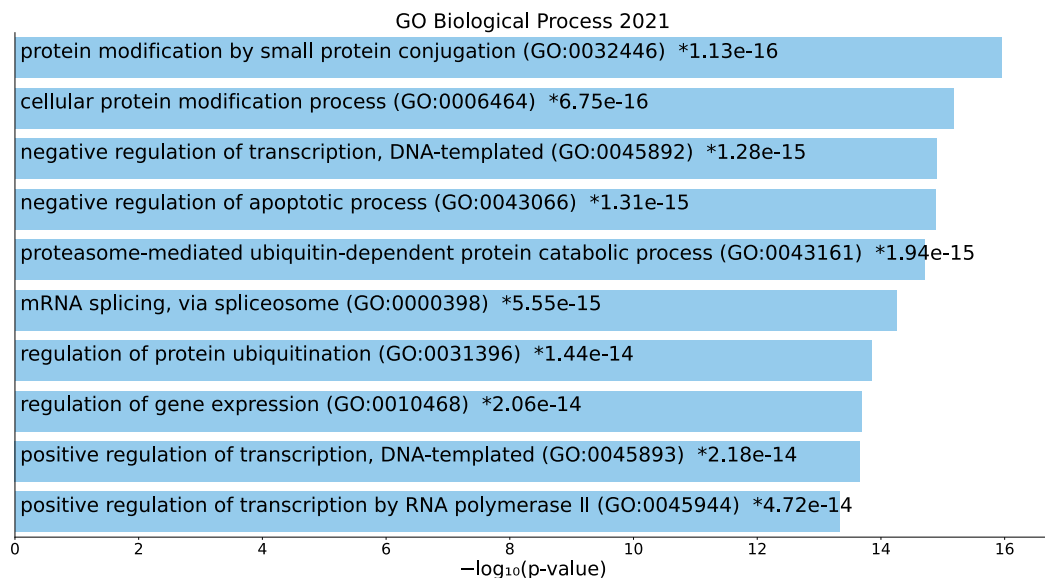 GO Biological Process 2021
protein modification by small protein conjugation (GO:0032446) *1.13e-16
cellular protein modification process (GO:0006464) *6.75e-16
negative regulation of transcription, DNA-templated (GO:0045892) *1.28e-15
negative regulation of apoptotic process (GO:0043066) *1.31e-15
proteasome-mediated ubiquitin-dependent protein catabolic process (GO:0043161) *1.94e-15
mRNA splicing, via spliceosome (GO:0000398) *5.55e-15
regulation of protein ubiquitination (GO:0031396) *1.44e-14
regulation of gene expression (GO:0010468) *2.06e-14
positive regulation of transcription, DNA-templated (GO:0045893) *2.18e-14
positive regulation of transcription by RNA polymerase II (GO:0045944) *4.72e-14
0 2 4 6 8 10 12 14 16
−log₁₀(p-value)